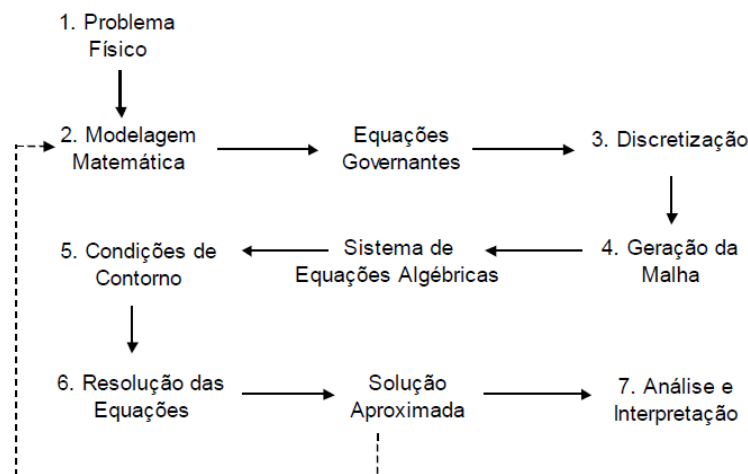 1. Problema
Físico
2. Modelagem
Matemática
Equações
Governantes
3. Discretização
5. Condições de
Contorno
Sistema de
Equações Algébricas
4. Geração da
Malha
6. Resolução das
Equações
Solução
Aproximada
7. Análise e
Interpretação